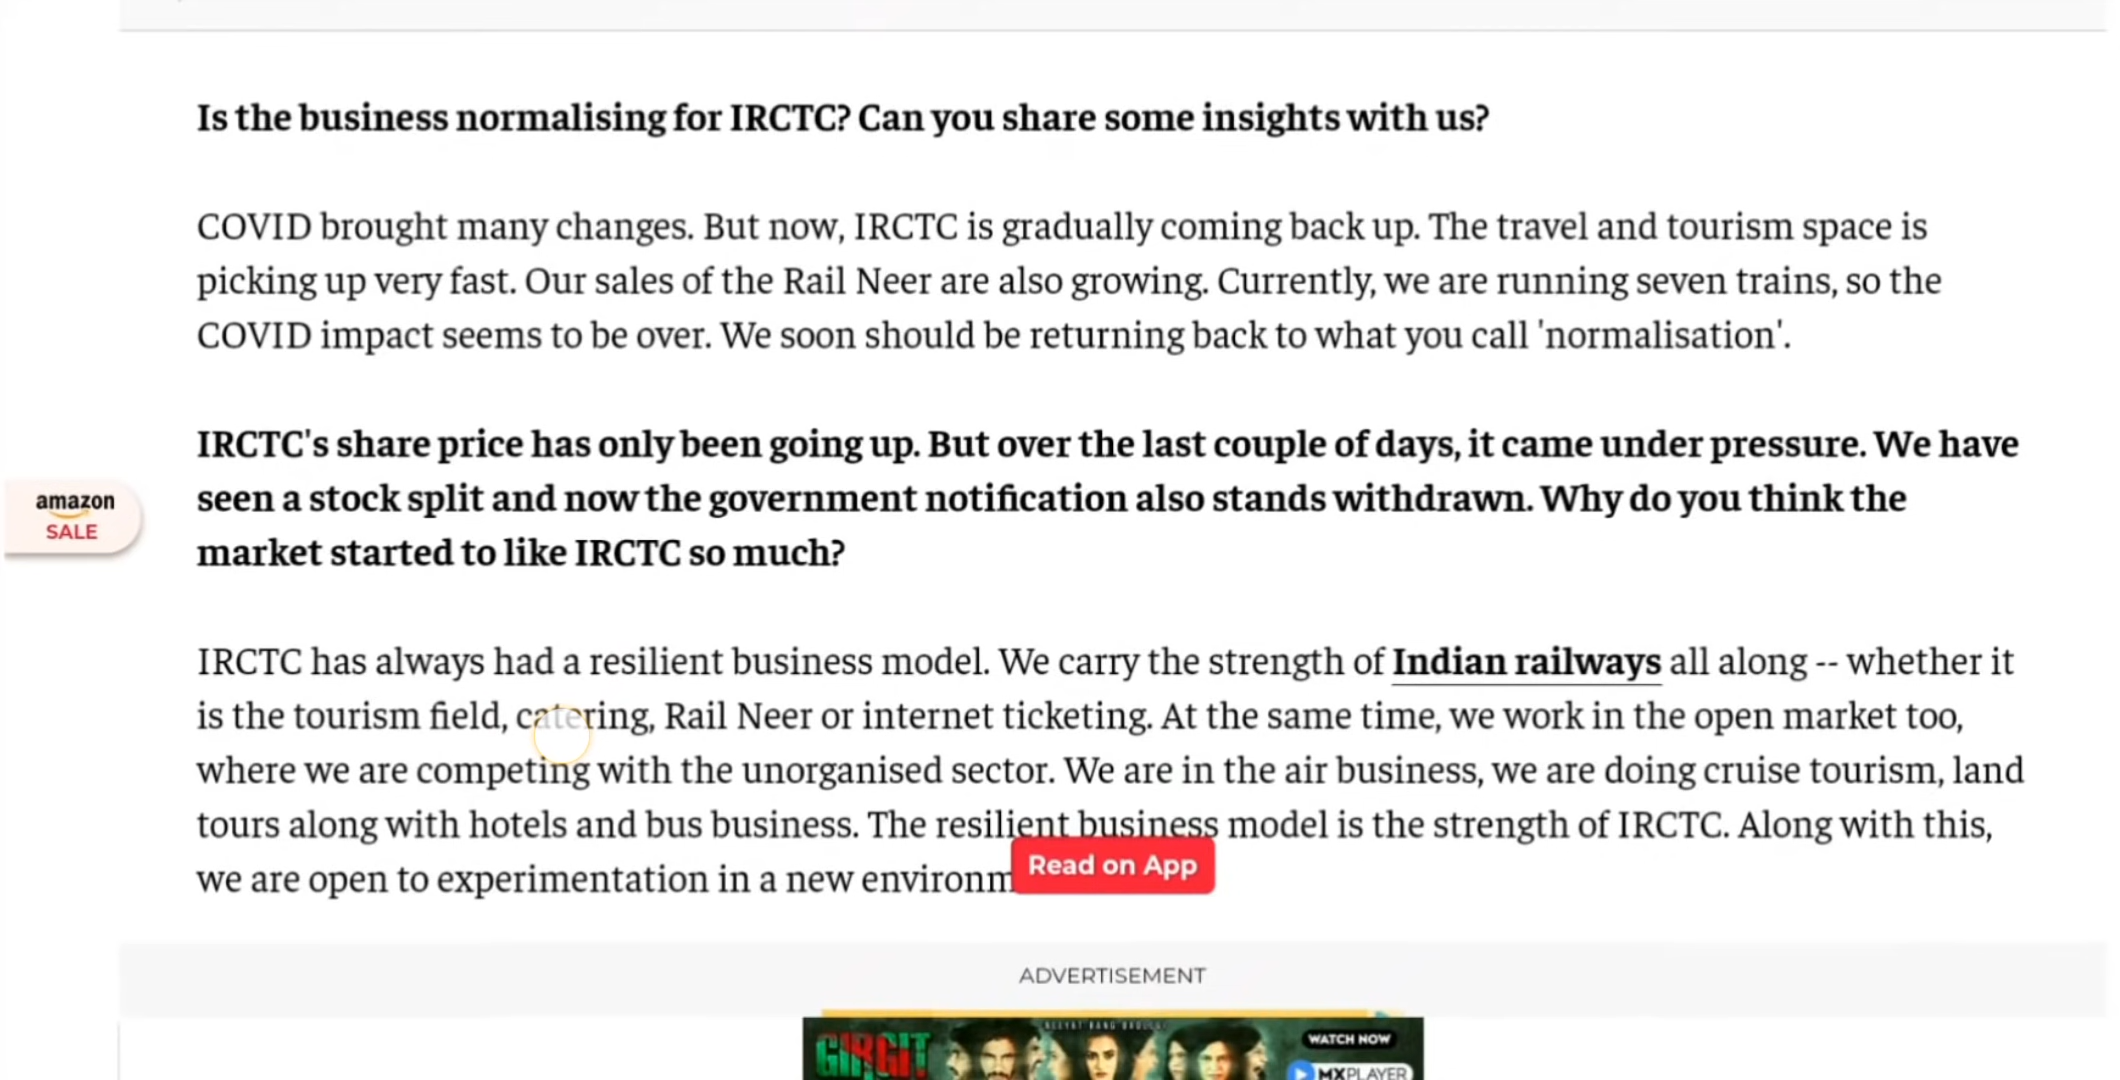 Is the business normalising for IRCTC? Can you share some insights with us?
COVID brought many changes. But now, IRCTC is gradually coming back up. The travel and tourism space is
picking up very fast. Our sales of the Rail Neer are also growing. Currently, we are running seven trains, so the
COVID impact seems to be over. We soon should be returning back to what you call 'normalisation'.
IRCTC's share price has only been going up. But over the last couple of days, it came under pressure. We have
seen a stock split and now the government notification also stands withdrawn. Why do you think the
market started to like IRCTC so much?
amazon
SALE
IRCTC has always had a resilient business model. We carry the strength of Indian railways all along -- whether it
is the tourism field, catering, Rail Neer or internet ticketing. At the same time, we work in the open market too,
where we are competing with the unorganised sector. We are in the air business, we are doing cruise tourism, land
tours along with hotels and bus business. The resilient business model is the strength of IRCTC. Along with this,
we are open to experimentation in a new environm
Read on App
ADVERTISEMENT
GIRGIT
WATCH NOW
MXPLAYER